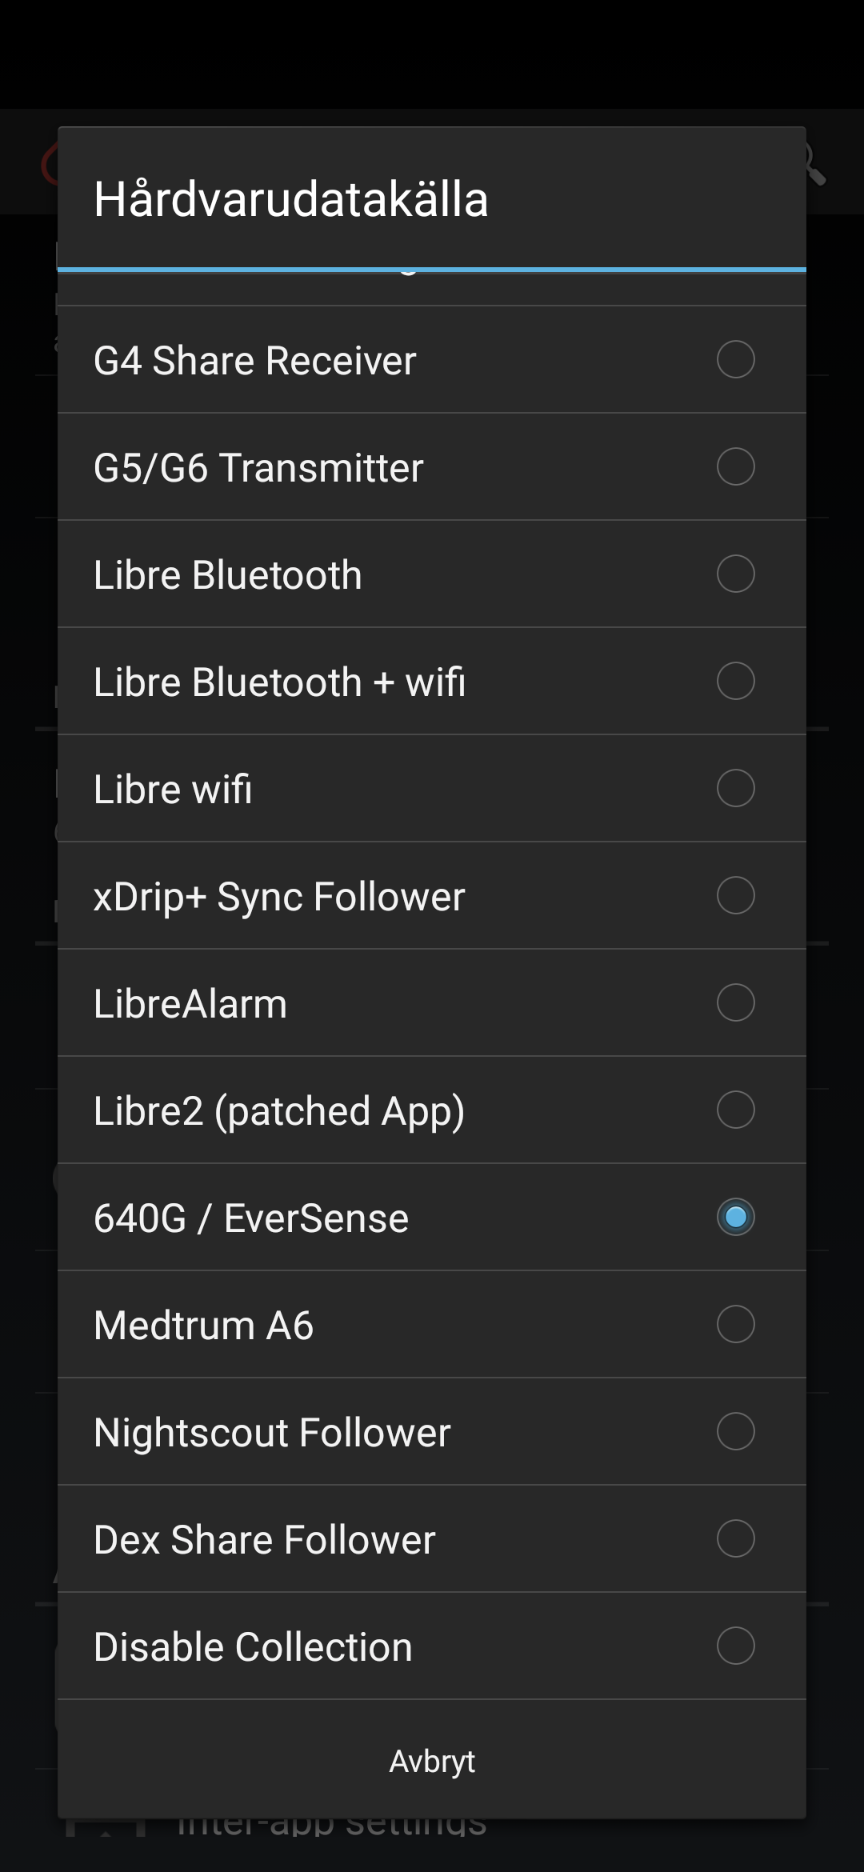 Hårdvarudatakälla
G4 Share Receiver
G5/G6 Transmitter
Libre Bluetooth
Libre Bluetooth + wifi
Libre wifi
xDrip+ Sync Follower
LibreAlarm
Libre2 (patched App)
640G / EverSense
Medtrum A6
Nightscout Follower
Dex Share Follower
Disable Collection
Avbryt
Inter-app settings